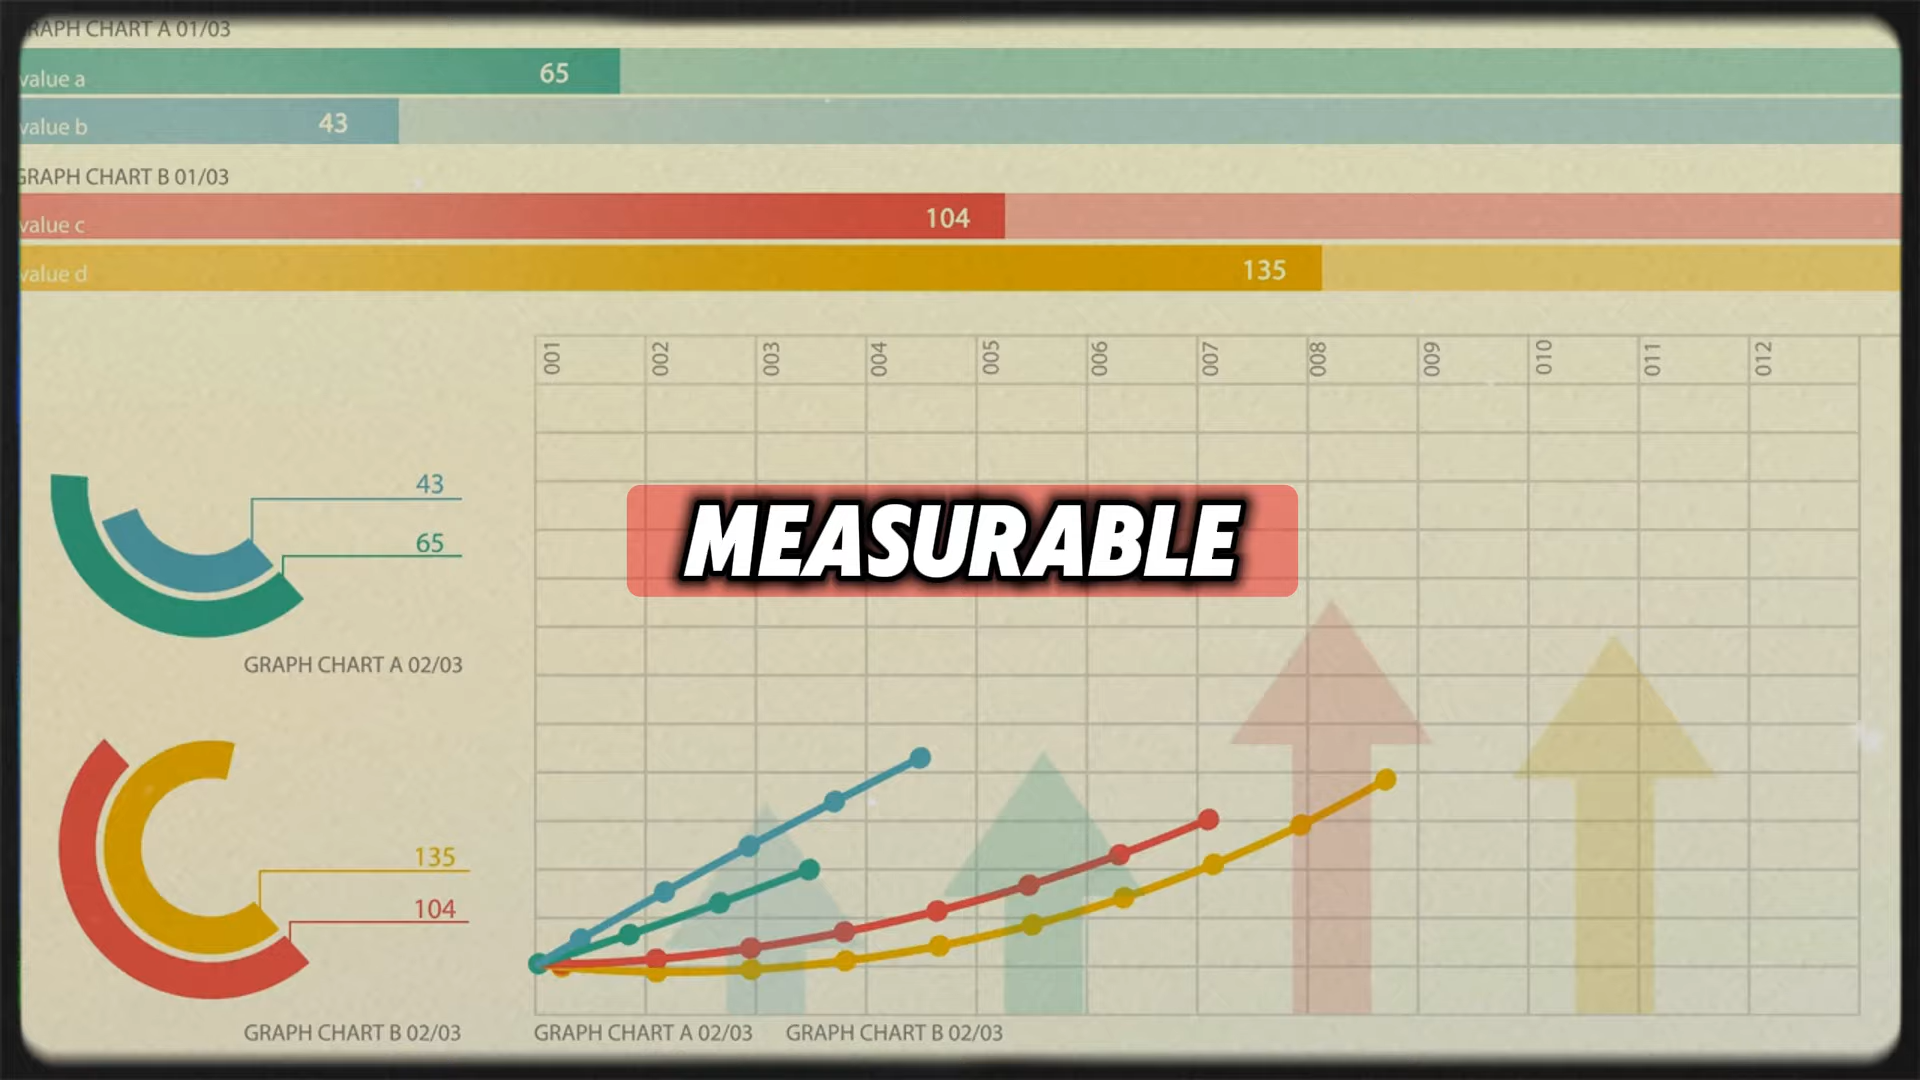 GRAPH CHART A 01/03
value a 65
value b 43
GRAPH CHART B 01/03
value c 104
value d 135
001 002 003 004 005 006 007 008 009 010 011 012
43
65
GRAPH CHART A 02/03
MEASURABLE
135
104
GRAPH CHART B 02/03
GRAPH CHART A 02/03 GRAPH CHART B 02/03